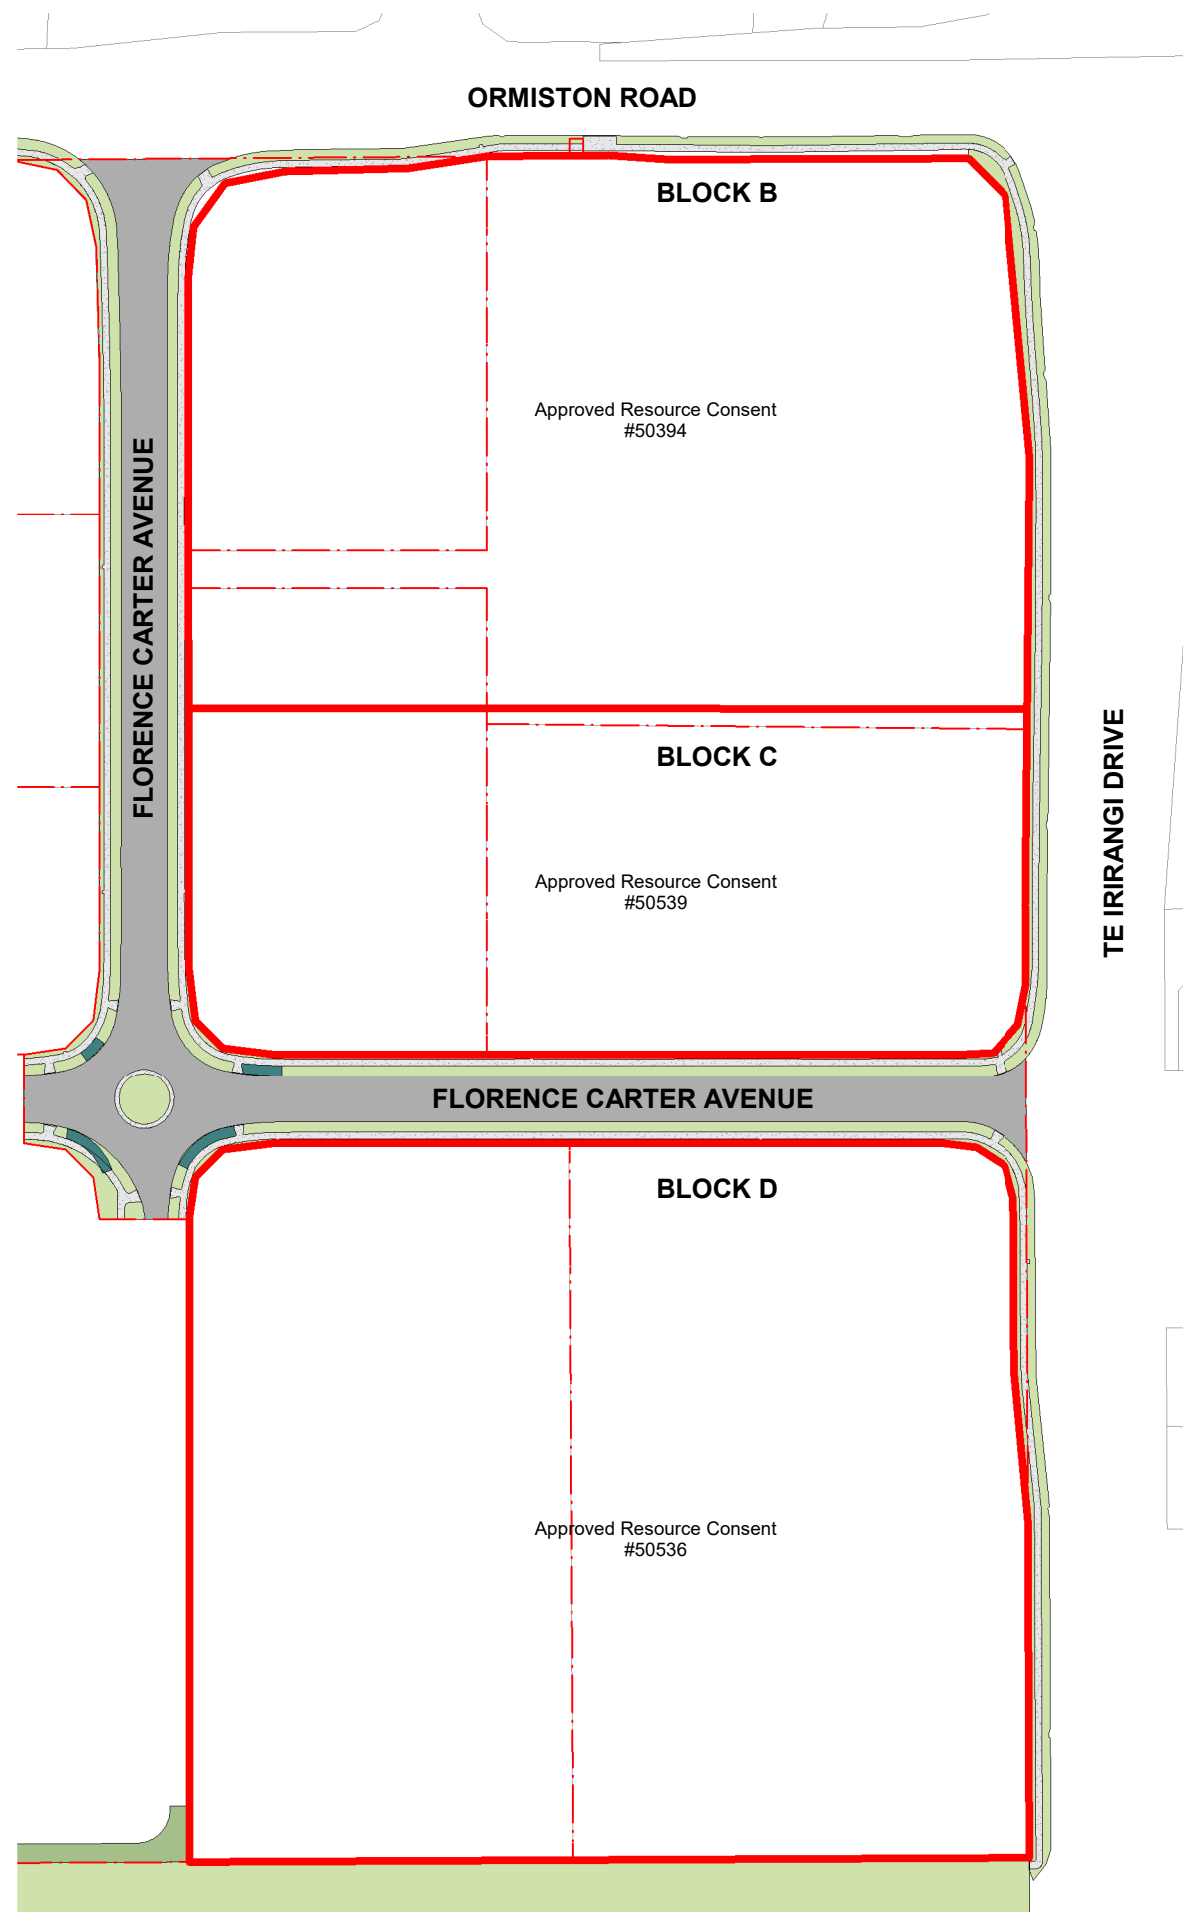 ORMISTON ROAD
BLOCK B
Approved Resource Consent
#50394
FLORENCE CARTER AVENUE
BLOCK C
TE IRIRANGI DRIVE
Approved Resource Consent
#50539
FLORENCE CARTER AVENUE
BLOCK D
Approved Resource Consent
#50536